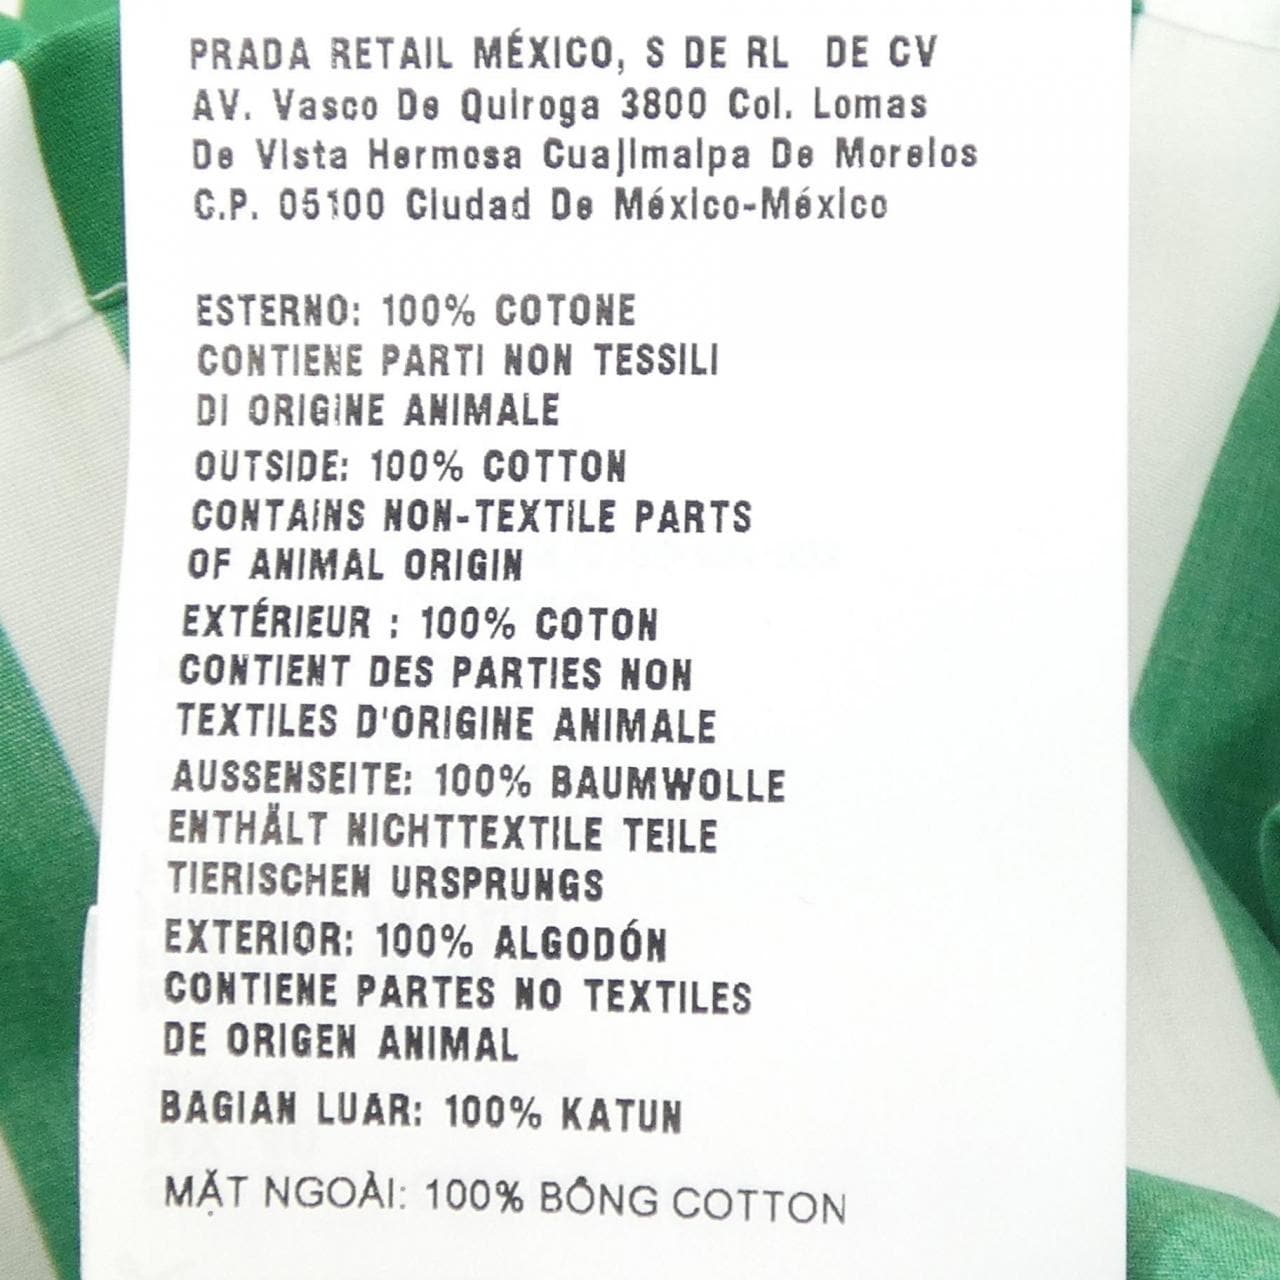 PRADA RETAIL MÉXICO, S DE RL DE CV
AV. Vasco De Quiroga 3800 Col. Lomas
De Vista Hermosa Cuajimalpa De Morelos
C.P. 05100 Ciudad De México-México
ESTERNO: 100% COTONE
CONTIENE PARTI NON TESSILI
DI ORIGINE ANIMALE
OUTSIDE: 100% COTTON
CONTAINS NON-TEXTILE PARTS
OF ANIMAL ORIGIN
EXTÉRIEUR : 100% COTON
CONTIENT DES PARTIES NON
TEXTILES D'ORIGINE ANIMALE
AUSSENSEITE: 100% BAUMWOLLE
ENTHÄLT NICHTTEXTILE TEILE
TIERISCHEN URSPRUNGS
EXTERIOR: 100% ALGODÓN
CONTIENE PARTES NO TEXTILES
DE ORIGEN ANIMAL
BAGIAN LUAR: 100% KATUN
MẶT NGOÀI: 100% BÔNG COTTON